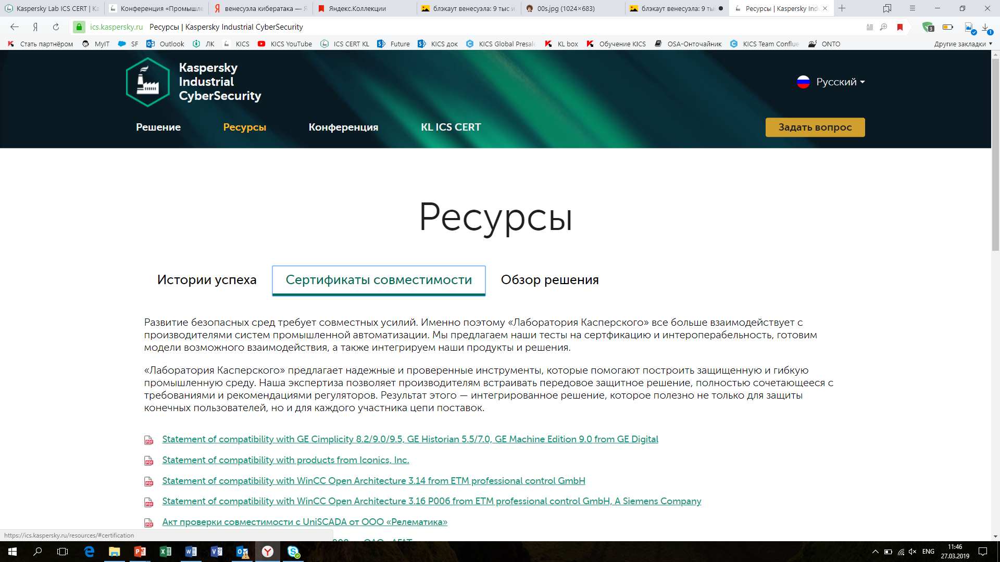 Kaspersky Lab ICS CERT | Ka
Конференция «Промышле
венесуэла кибератака — Я
Яндекс.Коллекции
блэкаут венесуэла: 9 тыс и
00s.jpg (1024×683)
блэкаут венесуэла: 9 ты
Ресурсы | Kaspersky Ind
ics.kaspersky.ru Ресурсы | Kaspersky Industrial CyberSecurity
3
1
Стать партнёром
MyIT
SF
Outlook
ЛК
KICS
KICS YouTube
ICS CERT KL
Future
KICS док
KICS Global Presale
KL box
Обучение KICS
OSA-Онточайник
KICS Team Conflue
ONTO
Другие закладки
Kaspersky
Industrial
CyberSecurity
Русский
Решение
Ресурсы
Конференция
KL ICS CERT
Задать вопрос
Ресурсы
Истории успеха
Сертификаты совместимости
Обзор решения
Развитие безопасных сред требует совместных усилий. Именно поэтому «Лаборатория Касперского» все больше взаимодействует с
производителями систем промышленной автоматизации. Мы предлагаем наши тесты на сертфикацию и интероперабельность, готовим
модели возможного взаимодействия, а также интегрируем наши продукты и решения.
«Лаборатория Касперского» предлагает надежные и проверенные инструменты, которые помогают построить защищенную и гибкую
промышленную среду. Наша экспертиза позволяет производителям встраивать передовое защитное решение, полностью сочетающееся с
требованиями и рекомендациями регуляторов. Результат этого — интегрированное решение, которое полезно не только для защиты
конечных пользователей, но и для каждого участника цепи поставок.
Statement of compatibility with GE Cimplicity 8.2/9.0/9.5, GE Historian 5.5/7.0, GE Machine Edition 9.0 from GE Digital
Statement of compatibility with products from Iconics, Inc.
Statement of compatibility with WinCC Open Architecture 3.14 from ETM professional control GmbH
Statement of compatibility with WinCC Open Architecture 3.16 P006 from ETM professional control GmbH, A Siemens Company
Акт проверки совместимости с UniSCADA от ООО «Релематика»
https://ics.kaspersky.ru/resources/#certification
ENG
11:46
27.03.2019